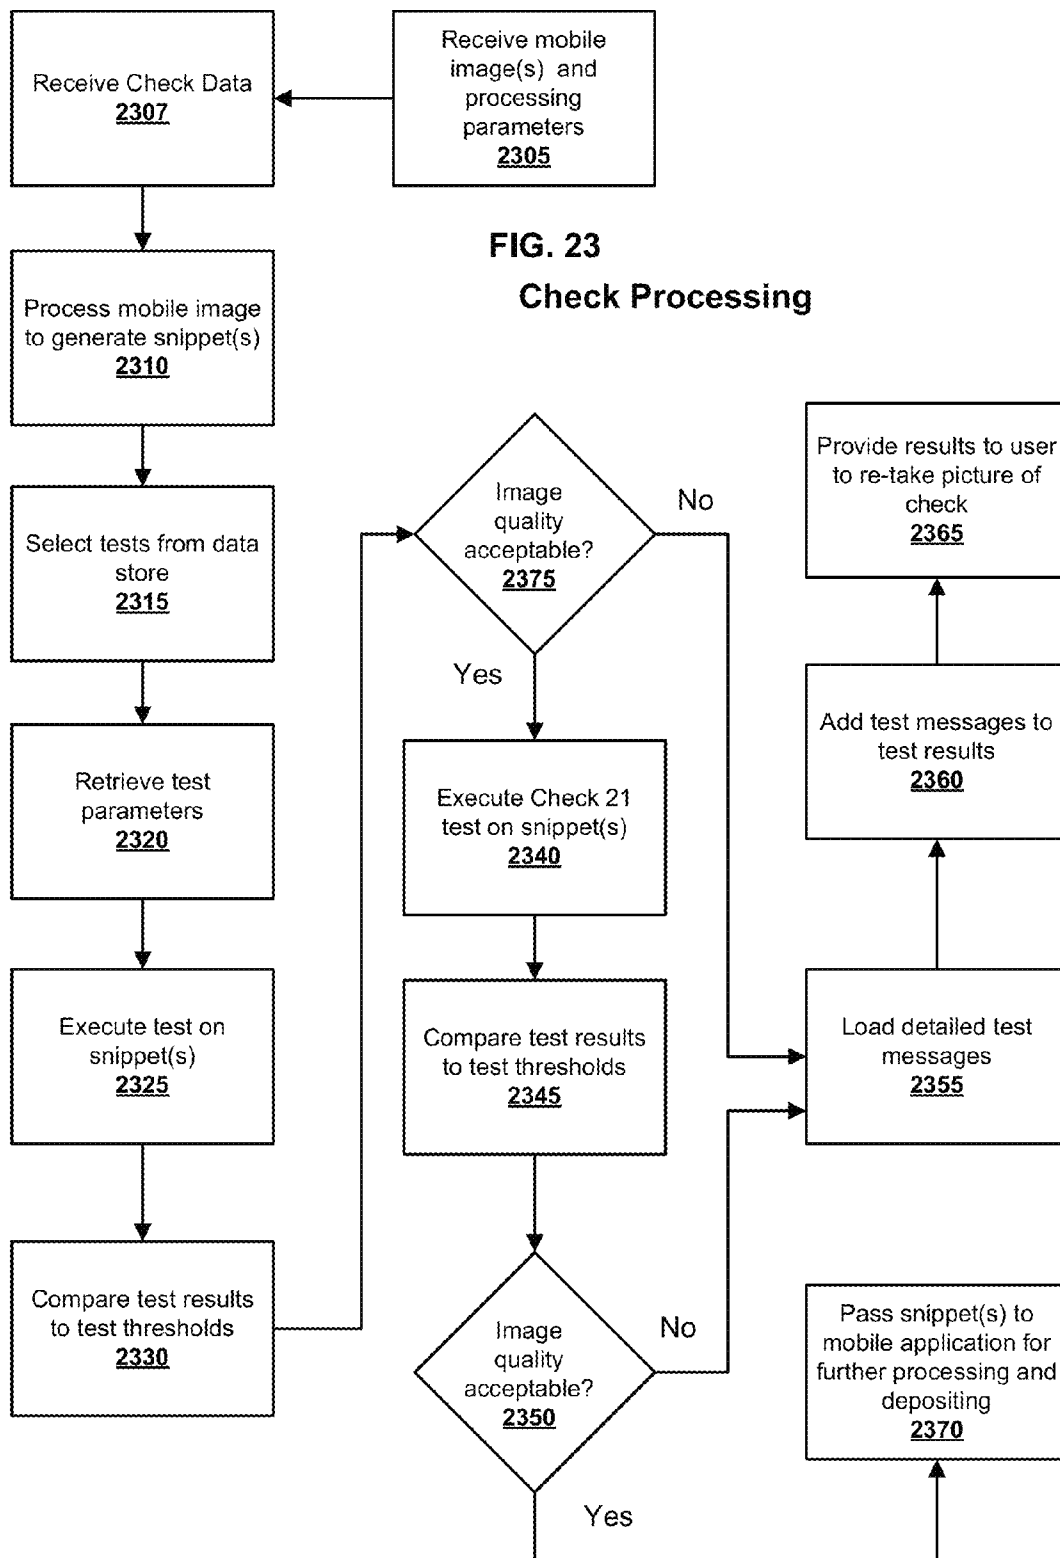 Receive Check Data
2307
Receive mobile
image(s) and
processing
parameters
2305
FIG. 23
Check Processing
Process mobile image
to generate snippet(s)
2310
Select tests from data
store
2315
Retrieve test
parameters
2320
Execute test on
snippet(s)
2325
Compare test results
to test thresholds
2330
Image
quality
acceptable?
2375
No
Yes
Execute Check 21
test on snippet(s)
2340
Compare test results
to test thresholds
2345
Image
quality
acceptable?
2350
No
Yes
Provide results to user
to re-take picture of
check
2365
Add test messages to
test results
2360
Load detailed test
messages
2355
Pass snippet(s) to
mobile application for
further processing and
depositing
2370